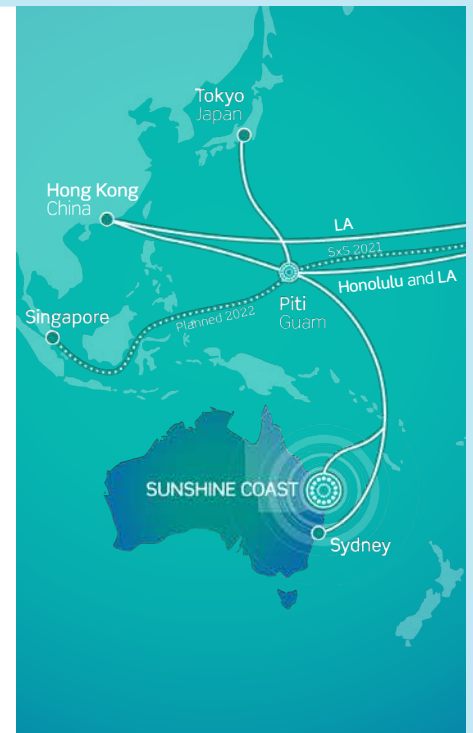 Tokyo
Japan
Hong Kong
China
LA
SxS 2021
Honolulu and LA
Piti
Guam
Planned 2022
Singapore
SUNSHINE COAST
Sydney